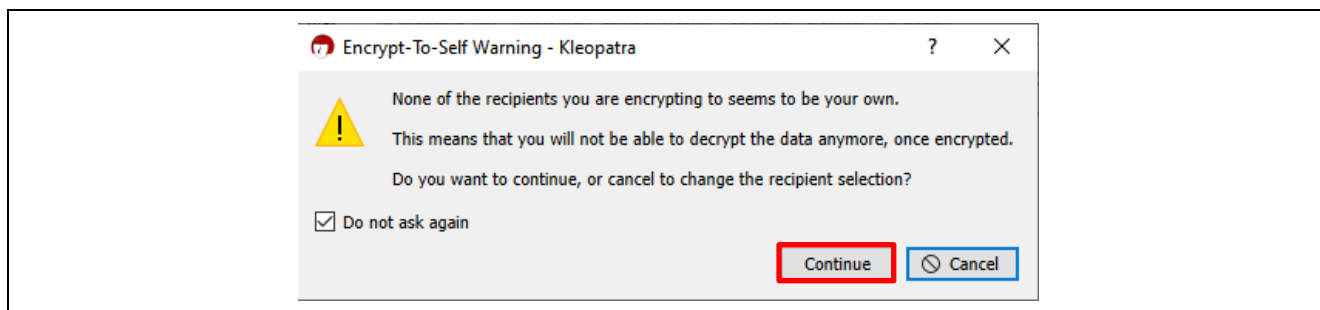 Encrypt-To-Self Warning - Kleopatra ?
None of the recipients you are encrypting to seems to be your own.
This means that you will not be able to decrypt the data anymore, once encrypted.
Do you want to continue, or cancel to change the recipient selection?
Do not ask again
Continue Cancel